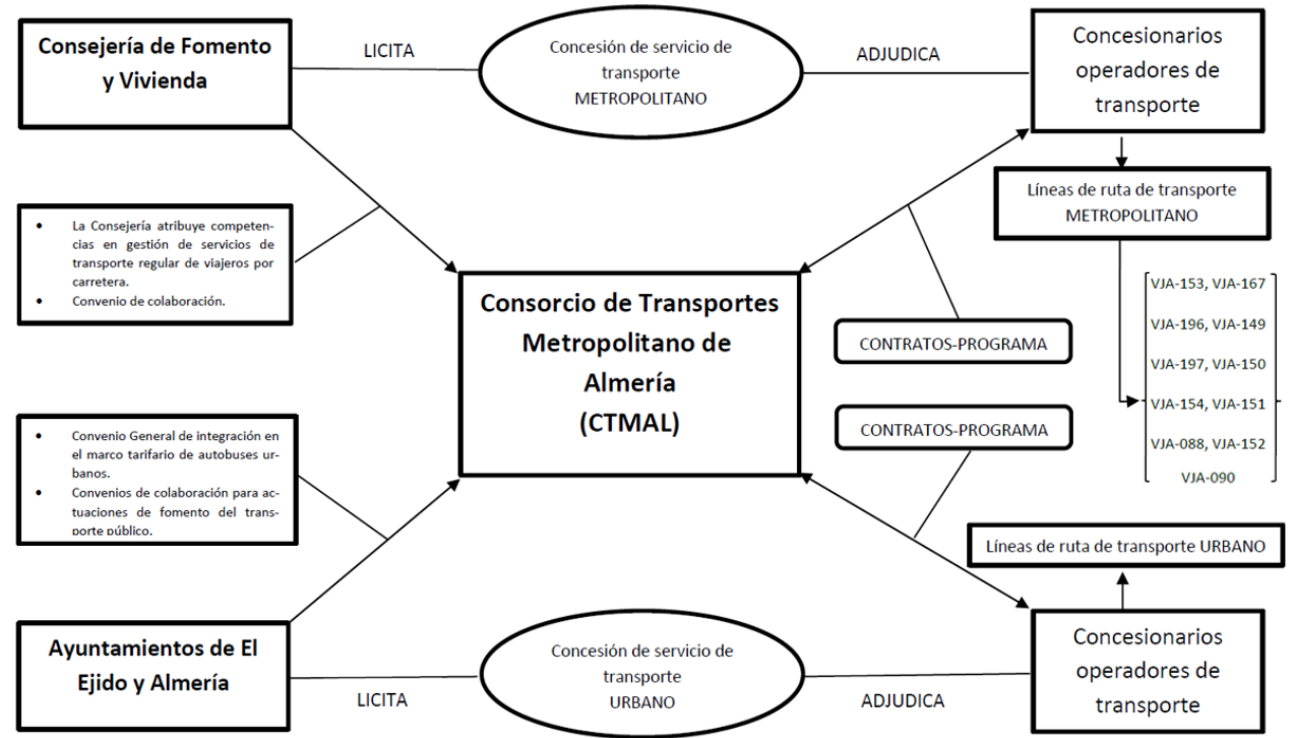 Consejería de Fomento
y Vivienda
LICITA
Concesión de servicio de
transporte
METROPOLITANO
ADJUDICA
Concesionarios
operadores de
transporte
Líneas de ruta de transporte
METROPOLITANO
• La Consejería atribuye competen-
cias en gestión de servicios de
transporte regular de viajeros por
carretera.
• Convenio de colaboración.
Consorcio de Transportes
Metropolitano de
Almería
(CTMAL)
CONTRATOS-PROGRAMA
CONTRATOS-PROGRAMA
VJA-153, VJA-167
VJA-196, VJA-149
VJA-197, VJA-150
VJA-154, VJA-151
VJA-088, VJA-152
VJA-090
• Convenio General de integración en
el marco tarifario de autobuses ur-
banos.
• Convenios de colaboración para ac-
tuaciones de fomento del trans-
porte público.
Líneas de ruta de transporte URBANO
Ayuntamientos de El
Ejido y Almería
LICITA
Concesión de servicio de
transporte
URBANO
ADJUDICA
Concesionarios
operadores de
transporte